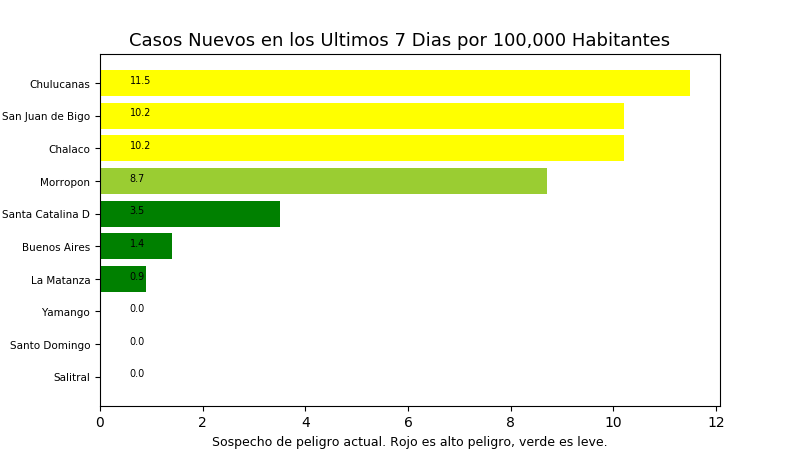 Casos Nuevos en los Ultimos 7 Dias por 100,000 Habitantes
Chulucanas 11.5
San Juan de Bigo 10.2
Chalaco 10.2
Morropon 8.7
Santa Catalina D 3.5
Buenos Aires 1.4
La Matanza 0.9
Yamango 0.0
Santo Domingo 0.0
Salitral 0.0
0 2 4 6 8 10 12
Sospecho de peligro actual. Rojo es alto peligro, verde es leve.